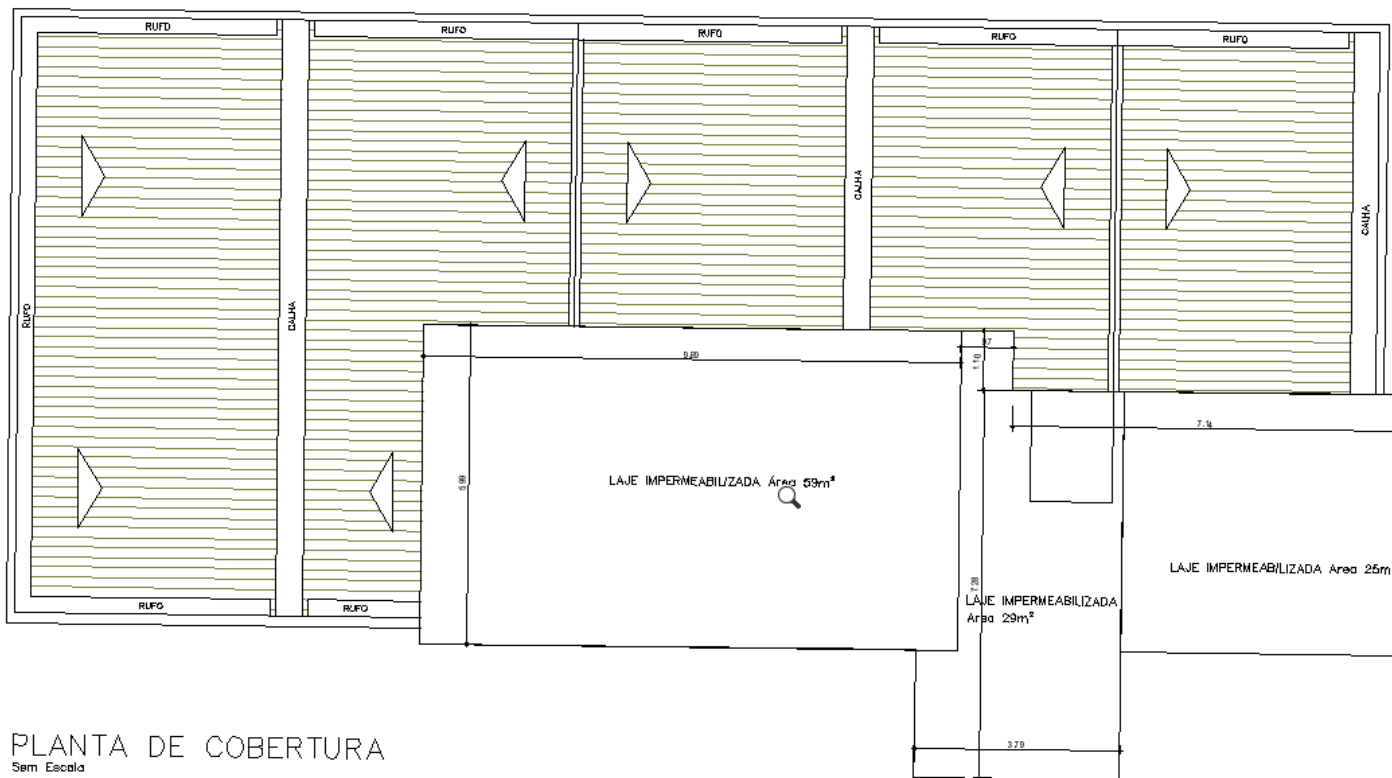 RUFO
RUFO
RUFO
RUFO
RUFO
CALHA
CALHA
RUFO
CALHA
9.89
.97
1.10
7.14
5.99
LAJE IMPERMEABILIZADA Área 59m²
LAJE IMPERMEABILIZADA Area 25m
7.28
LAJE IMPERMEABILIZADA
Area 29m²
RUFO
RUFO
3.79
PLANTA DE COBERTURA
Sem Escala